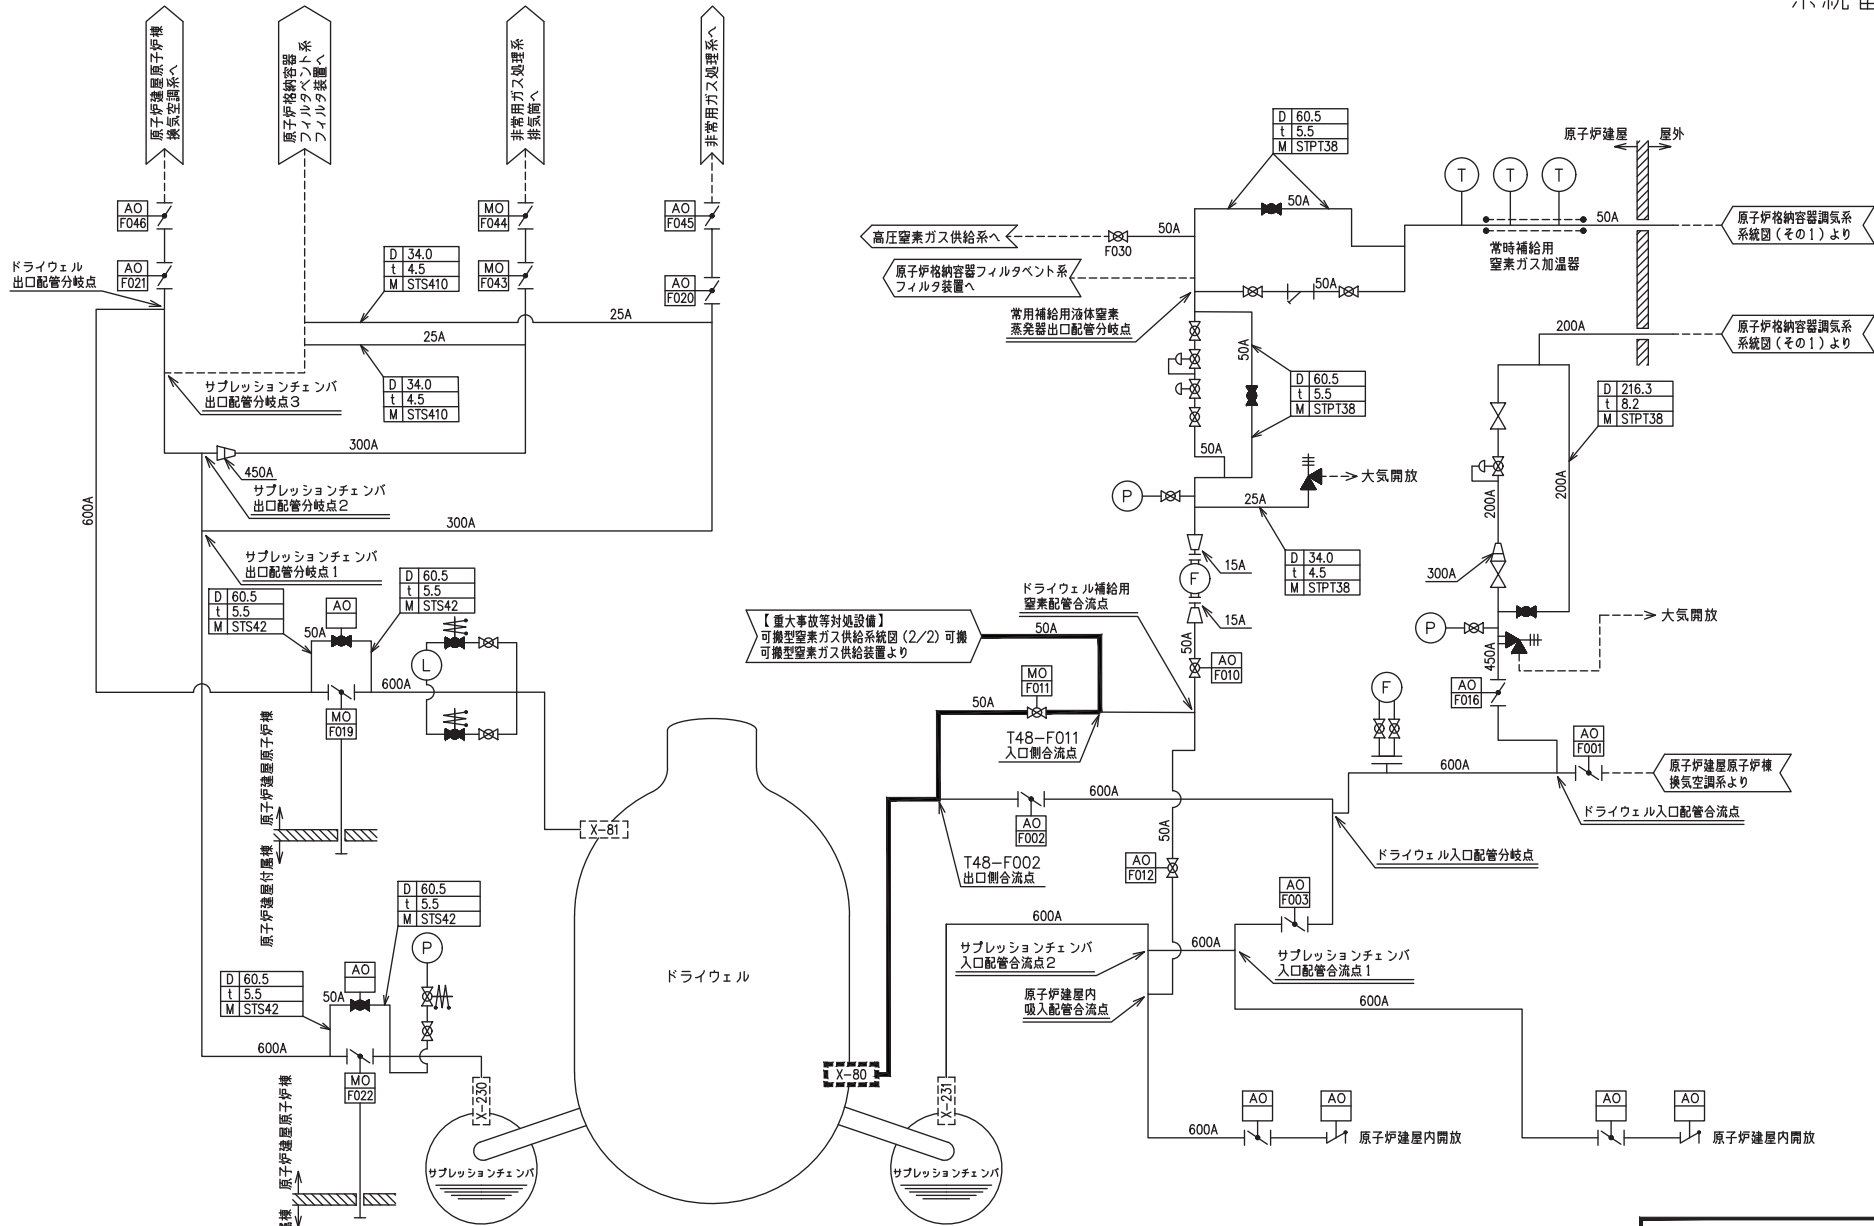 原子炉建屋原子炉棟
換気空調系へ
原子炉格納容器
フィルタベント系
フィルタ装置へ
非常用ガス処理系
排気筒へ
非常用ガス処理系へ
AO
F046
MO
F044
AO
F045
AO
F021
MO
F043
AO
F020
ドライウェル
出口配管分岐点
D 34.0
t 4.5
M STS410
25A
25A
D 34.0
t 4.5
M STS410
サプレッションチェンバ
出口配管分岐点3
300A
450A
サプレッションチェンバ
出口配管分岐点2
600A
300A
サプレッションチェンバ
出口配管分岐点1
D 60.5
t 5.5
M STS42
AO
50A
D 60.5
t 5.5
M STS42
L
600A
MO
F019
原子炉建屋原子炉棟
原子炉建屋付属棟
X-81
D 60.5
t 5.5
M STS42
P
D 60.5
t 5.5
M STS42
AO
50A
600A
MO
F022
原子炉建屋原子炉棟
属棟
X-230
サプレッションチェンバ
ドライウェル
X-80
X-231
サプレッションチェンバ
D 60.5
t 5.5
M STPT38
50A
原子炉建屋
屋外
T
T
T
50A
原子炉格納容器調気系
系統図(その1)より
常時補給用
窒素ガス加温器
高圧窒素ガス供給系へ
F030
50A
原子炉格納容器フィルタベント系
フィルタ装置へ
50A
常用補給用液体窒素
蒸発器出口配管分岐点
200A
原子炉格納容器調気系
系統図(その1)より
50A
D 60.5
t 5.5
M STPT38
D 216.3
t 8.2
M STPT38
50A
P
25A
大気開放
200A
200A
15A
D 34.0
t 4.5
M STPT38
300A
F
15A
ドライウェル補給用
窒素配管合流点
【重大事故等対処設備】
可搬型窒素ガス供給系統図(2/2)可搬
可搬型窒素ガス供給装置より
50A
50A
AO
F010
P
大気開放
450A
MO
F011
50A
T48-F011
入口側合流点
F
AO
F016
AO
F001
600A
原子炉建屋原子炉棟
換気空調系より
ドライウェル入口配管合流点
600A
AO
F002
50A
T48-F002
出口側合流点
AO
F012
ドライウェル入口配管分岐点
AO
F003
600A
サプレッションチェンバ
入口配管合流点2
600A
サプレッションチェンバ
入口配管合流点1
原子炉建屋内
吸入配管合流点
600A
AO
AO
600A
原子炉建屋内開放
AO
AO
原子炉建屋内開放